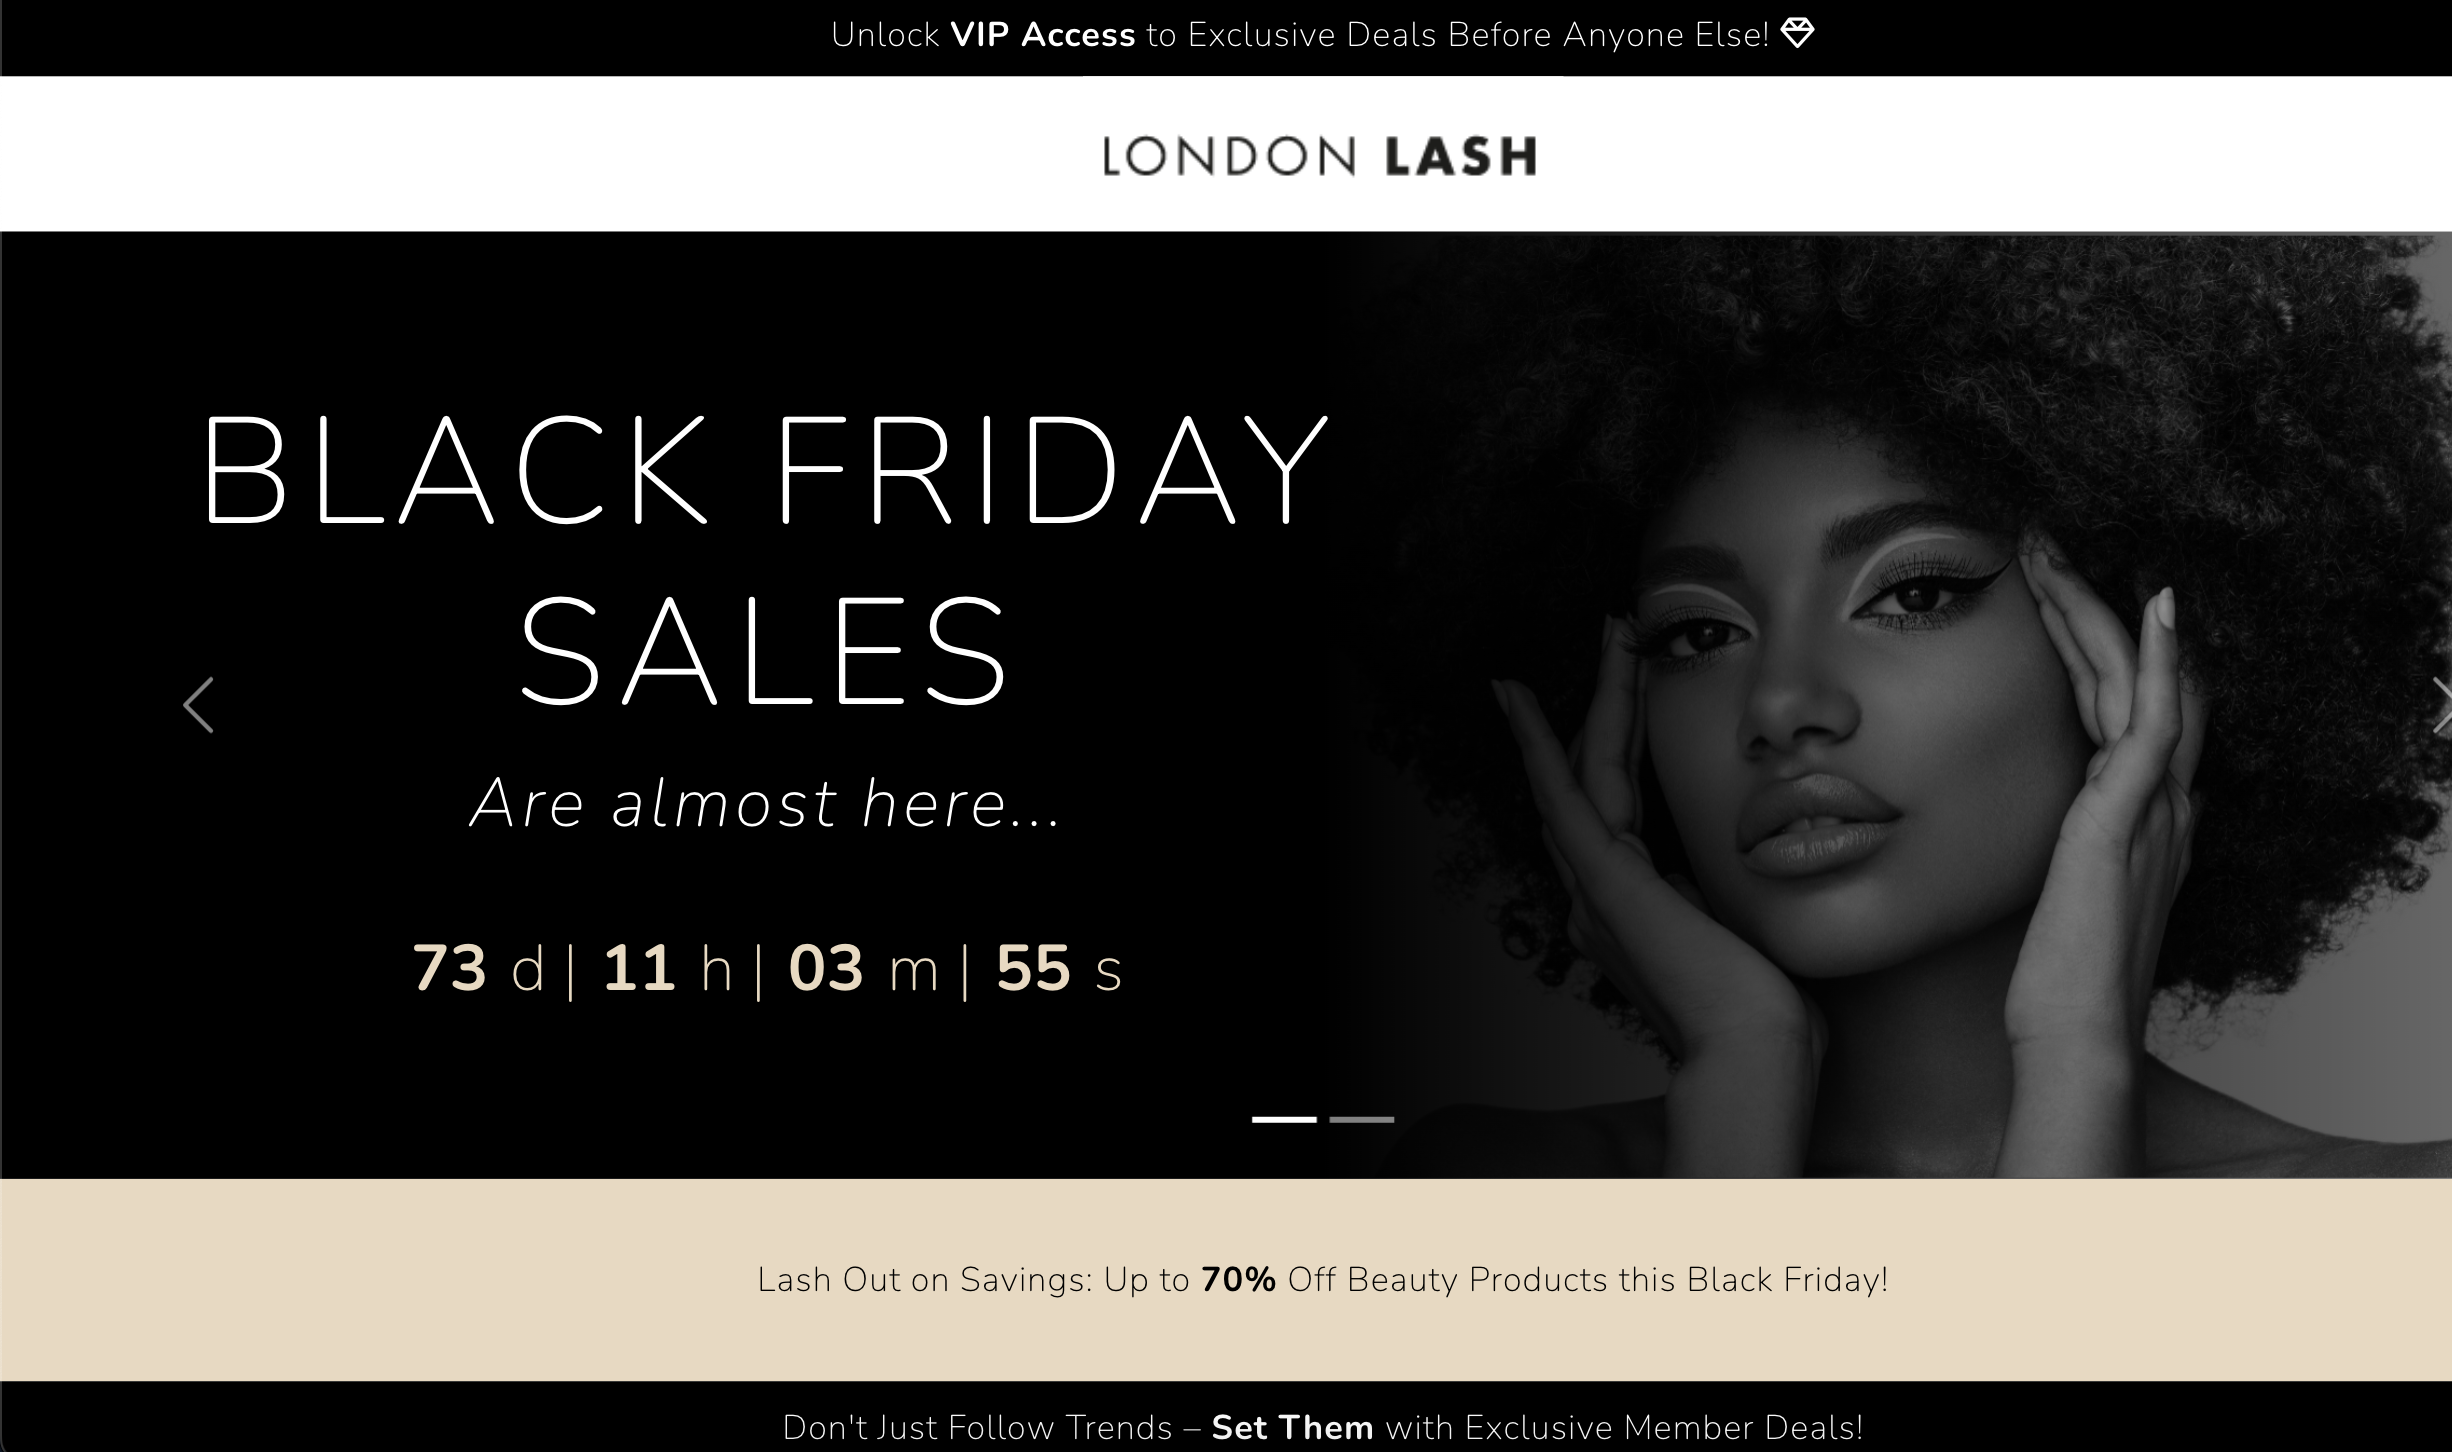 Unlock VIP Access to Exclusive Deals Before Anyone Else!
LONDON LASH
BLACK FRIDAY
SALES
Are almost here...
73 d | 11 h | 03 m | 55 s
Lash Out on Savings: Up to 70% Off Beauty Products this Black Friday!
Don't Just Follow Trends – Set Them with Exclusive Member Deals!